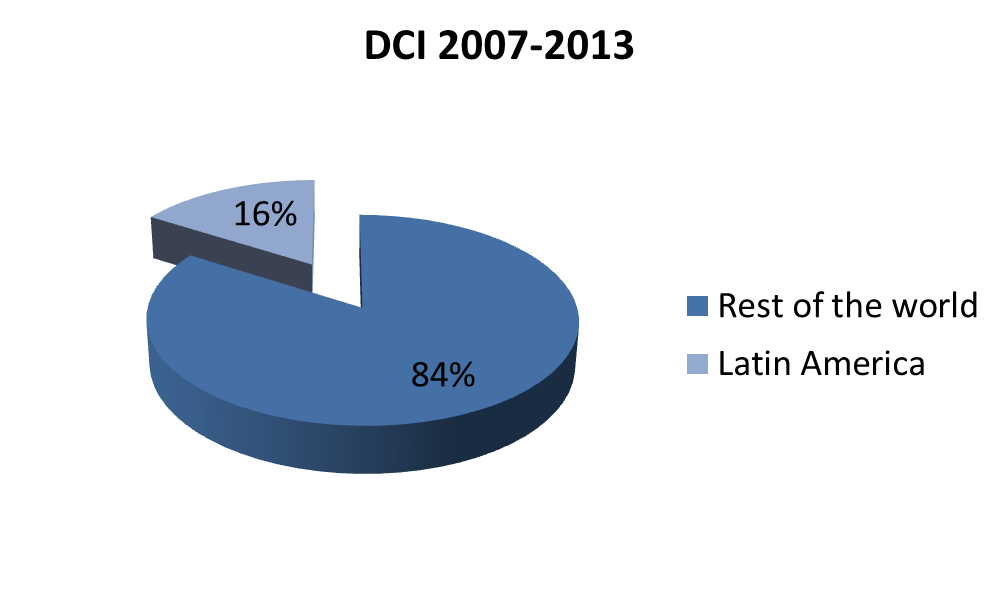 DCI 2007-2013
16%
84%
Rest of the world
Latin America